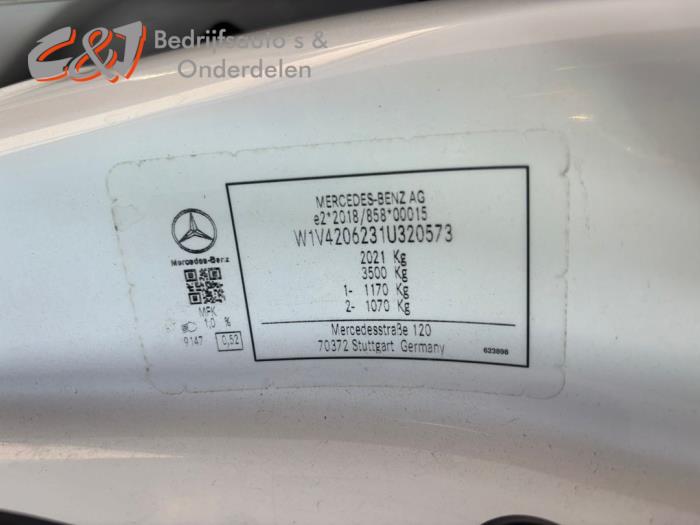 C&J Bedrijfsauto´s &
Onderdelen
MERCEDES-BENZ AG
e2*2018/858*00015
W1V4206231U320573
2021 Kg
3500 Kg
1- 1170 Kg
2- 1070 Kg
Mercedesstraße 120
70372 Stuttgart Germany
623898
Mercedes-Benz
MPK
1,0 %
9147 0,52